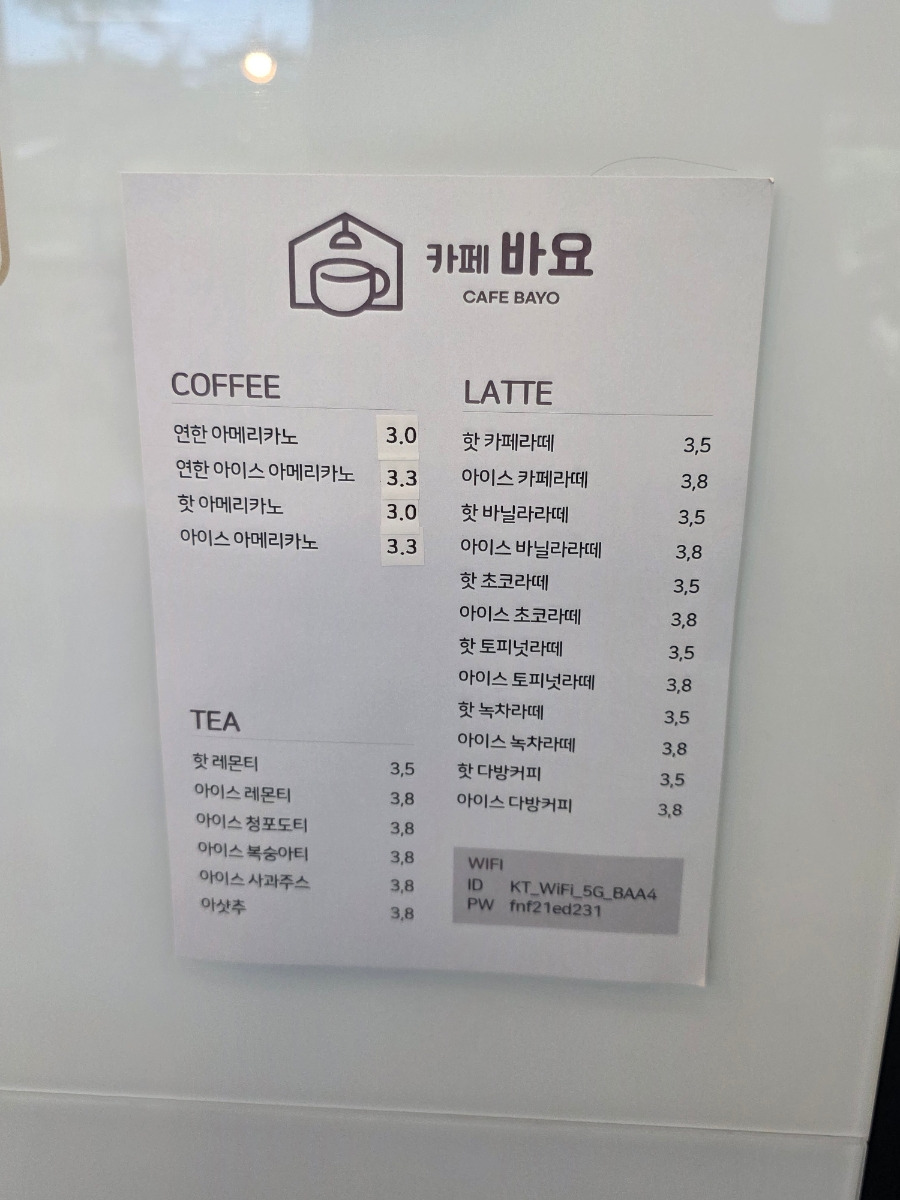 카페 바요
CAFE BAYO
COFFEE
연한 아메리카노 3.0
연한 아이스 아메리카노 3.3
핫 아메리카노 3.0
아이스 아메리카노 3.3
TEA
핫 레몬티 3,5
아이스 레몬티 3,8
아이스 청포도티 3,8
아이스 복숭아티 3,8
아이스 사과주스 3,8
아샷추 3,8
LATTE
핫 카페라떼 3,5
아이스 카페라떼 3,8
핫 바닐라라떼 3,5
아이스 바닐라라떼 3,8
핫 초코라떼 3,5
아이스 초코라떼 3,8
핫 토피넛라떼 3,5
아이스 토피넛라떼 3,8
핫 녹차라떼 3,5
아이스 녹차라떼 3,8
핫 다방커피 3,5
아이스 다방커피 3,8
WIFI
ID KT_WiFi_5G_BAA4
PW fnf21ed231